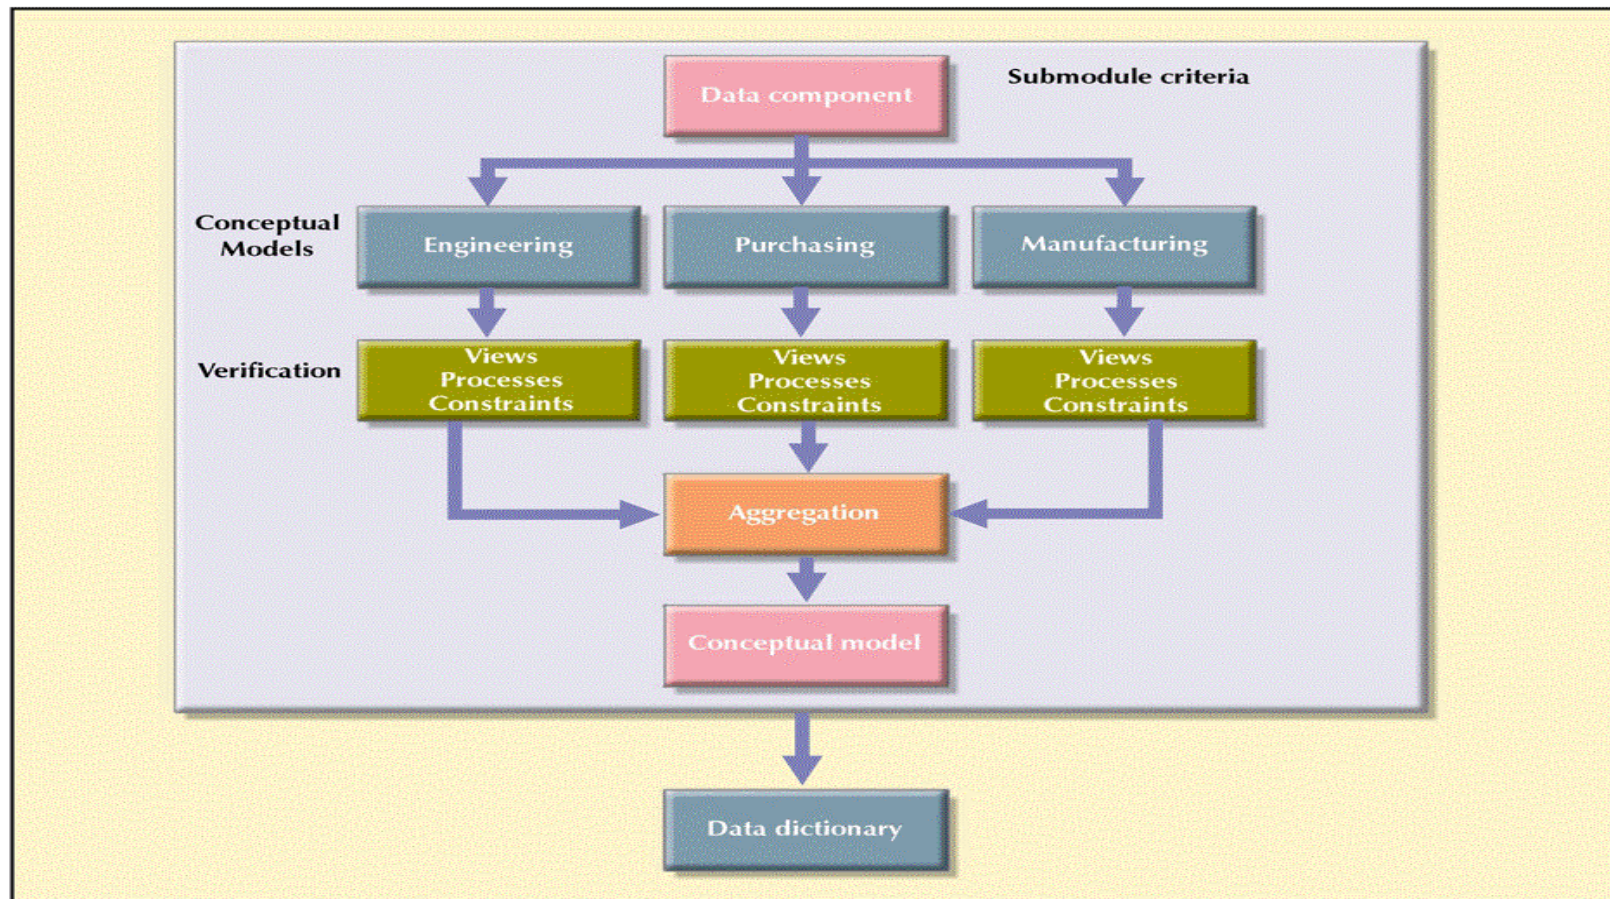 Submodule criteria
Data component
Conceptual
Models
Engineering
Purchasing
Manufacturing
Verification
Views
Processes
Constraints
Views
Processes
Constraints
Views
Processes
Constraints
Aggregation
Conceptual model
Data dictionary